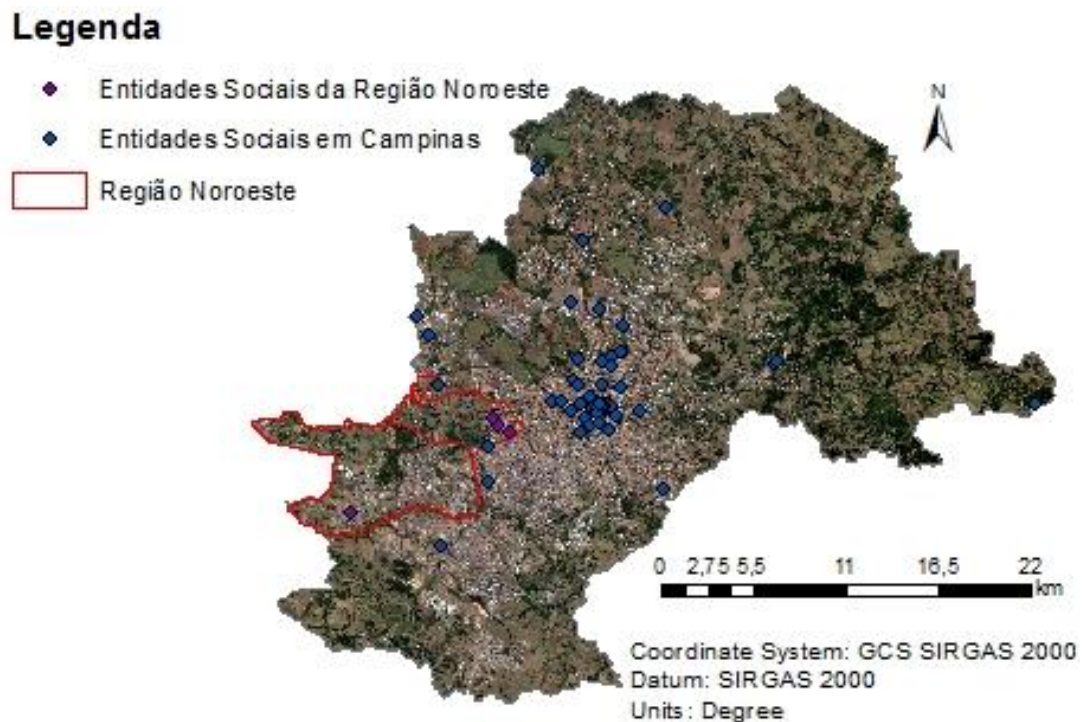 Legenda
Entidades Sociais da Região Noroeste
Entidades Sociais em Campinas
Região Noroeste
N
0 2,75 5,5 11 16,5 22
km
Coordinate System: GCS SIRGAS 2000
Datum: SIRGAS 2000
Units: Degree